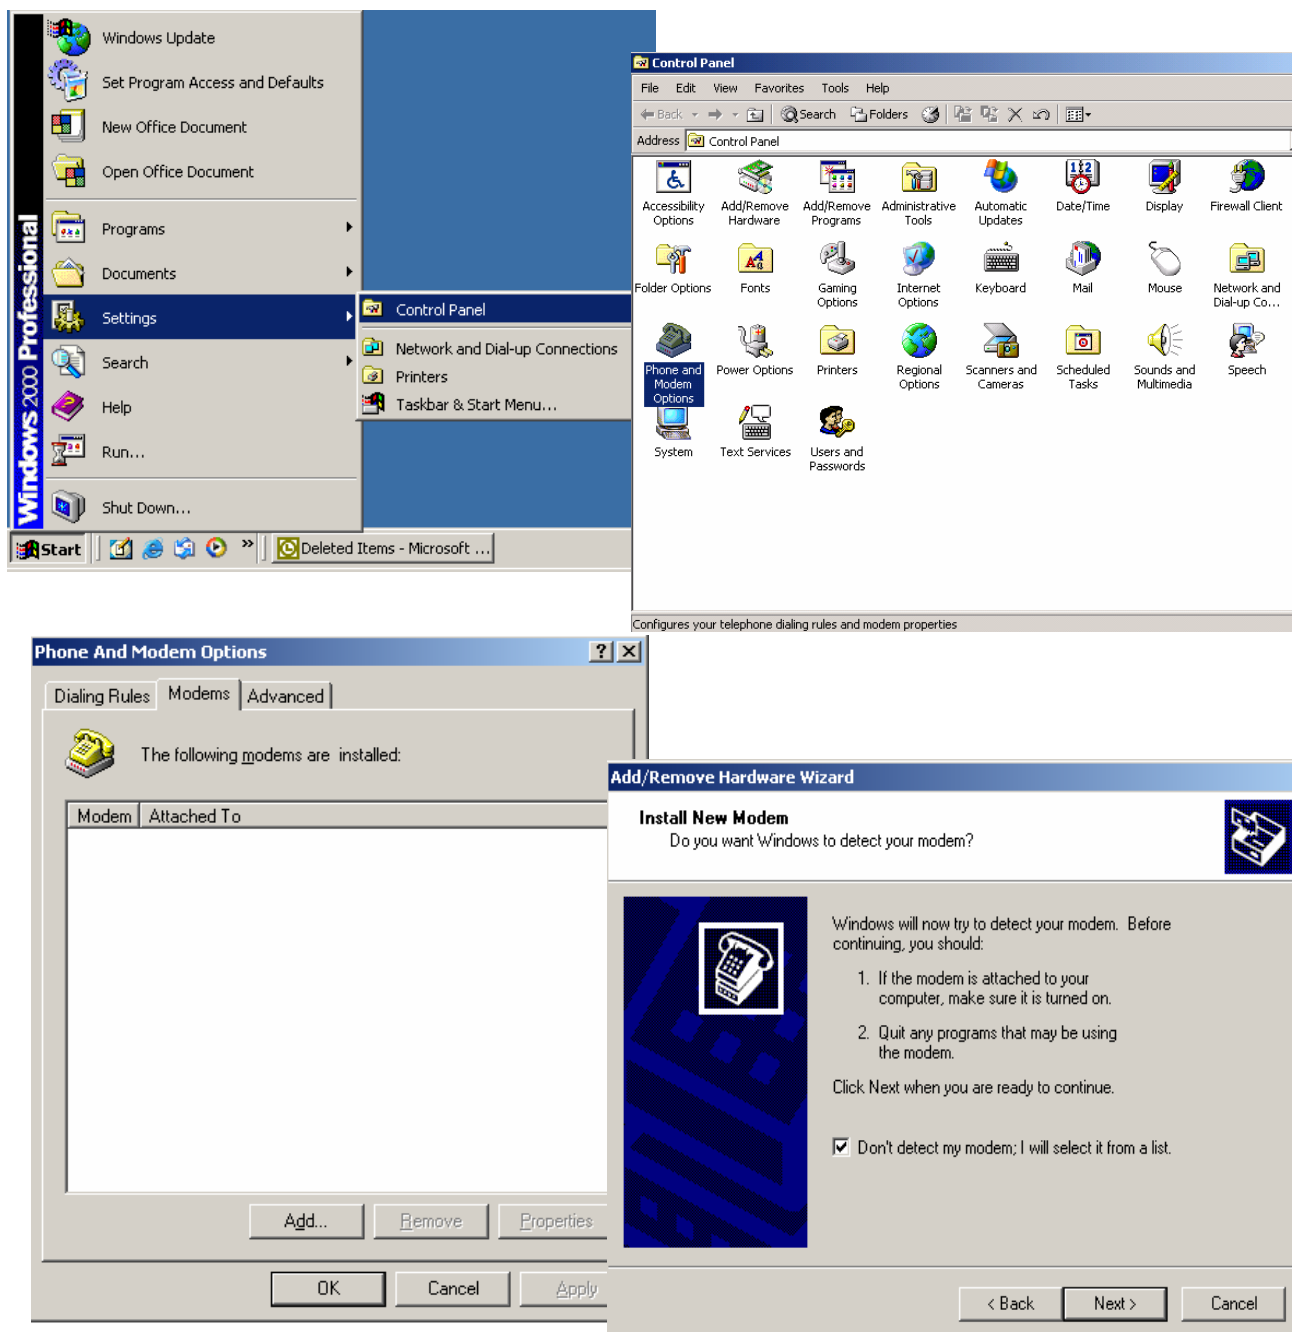 Windows 2000 Professional
Windows Update
Set Program Access and Defaults
New Office Document
Open Office Document
Programs
Documents
Settings
Search
Help
Run...
Shut Down...
Control Panel
Network and Dial-up Connections
Printers
Taskbar & Start Menu...
Start
»
Deleted Items - Microsoft ...
Control Panel
File Edit View Favorites Tools Help
Back Search Folders
Address Control Panel
Accessibility Options
Add/Remove Hardware
Add/Remove Programs
Administrative Tools
Automatic Updates
Date/Time
Display
Firewall Client
Folder Options
Fonts
Gaming Options
Internet Options
Keyboard
Mail
Mouse
Network and Dial-up Co...
Phone and Modem Options
Power Options
Printers
Regional Options
Scanners and Cameras
Scheduled Tasks
Sounds and Multimedia
Speech
System
Text Services
Users and Passwords
Configures your telephone dialing rules and modem properties
Phone And Modem Options
Dialing Rules Modems Advanced
The following modems are installed:
Modem Attached To
Add... Remove Properties
OK Cancel Apply
Add/Remove Hardware Wizard
Install New Modem
Do you want Windows to detect your modem?
Windows will now try to detect your modem. Before
continuing, you should:
1. If the modem is attached to your
computer, make sure it is turned on.
2. Quit any programs that may be using
the modem.
Click Next when you are ready to continue.
Don't detect my modem; I will select it from a list.
< Back Next > Cancel